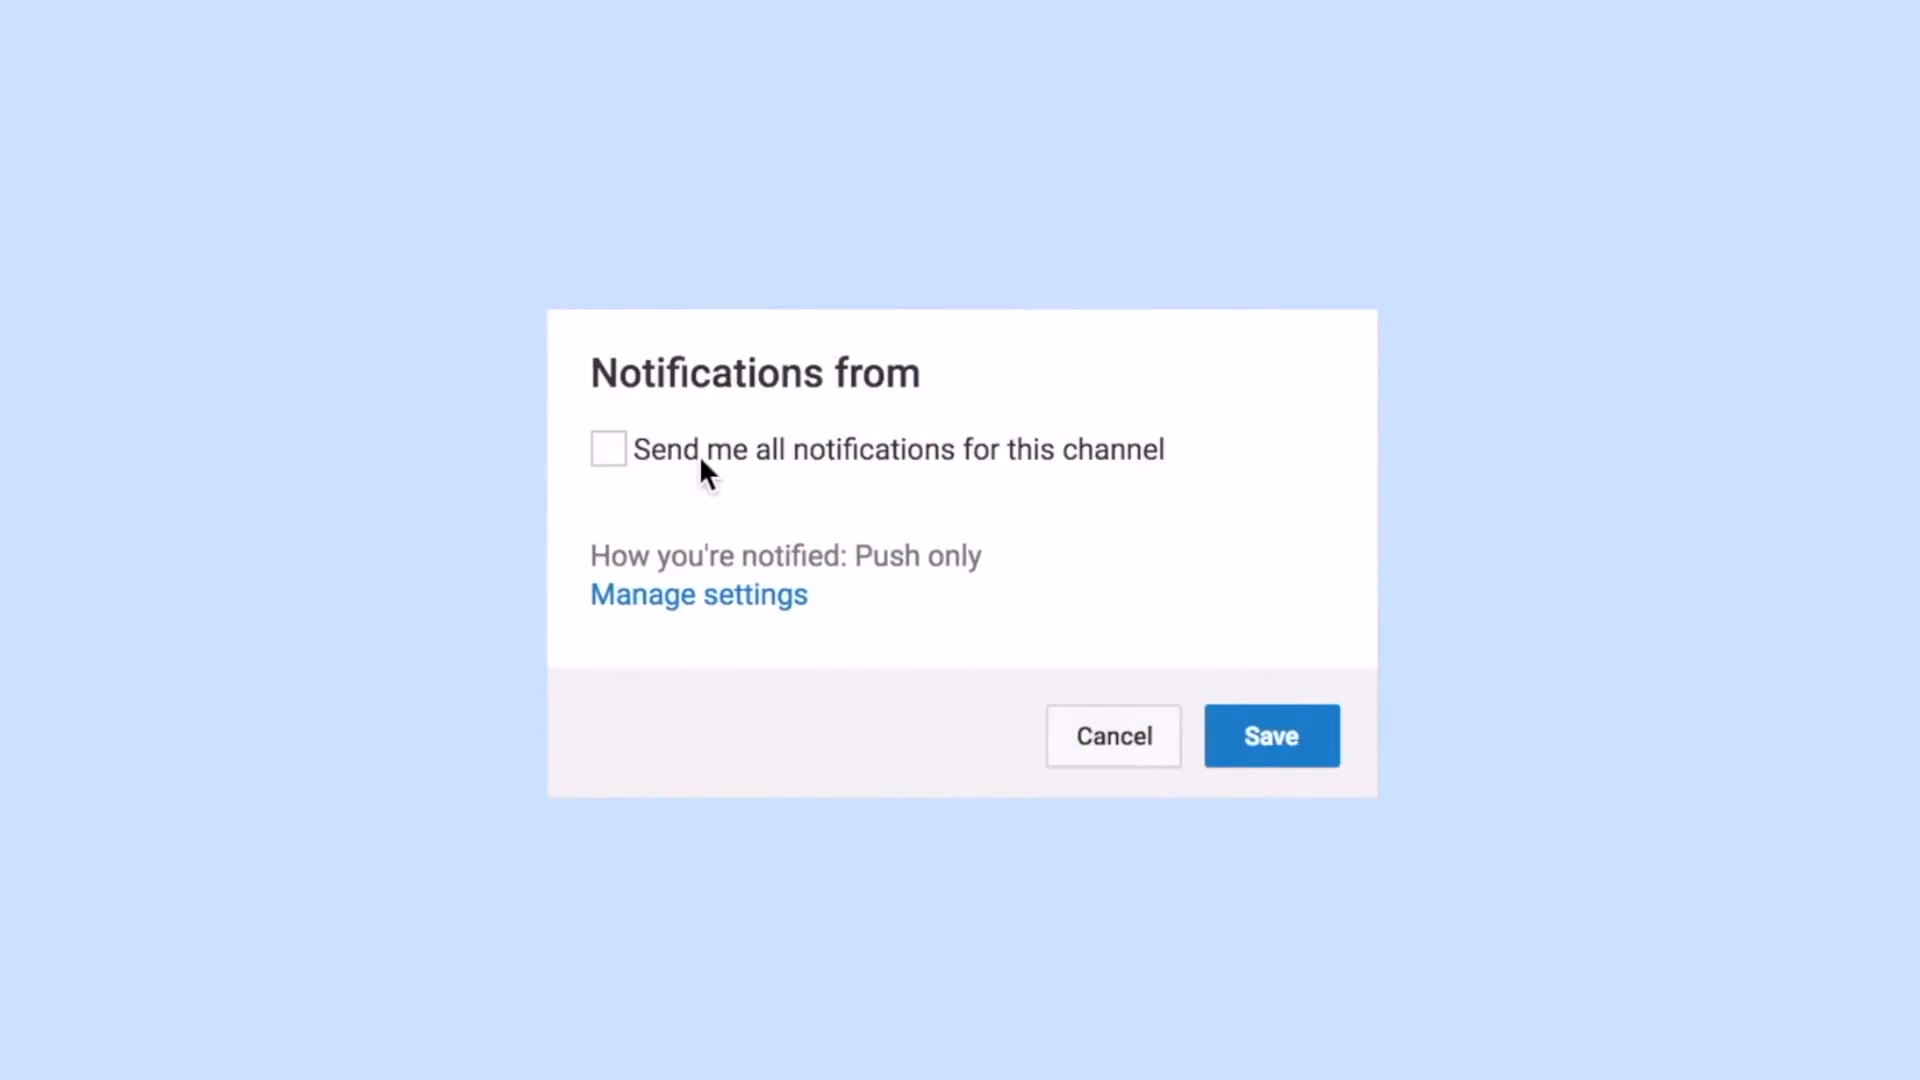 Notifications from
Send me all notifications for this channel
How you're notified: Push only
Manage settings
Cancel
Save